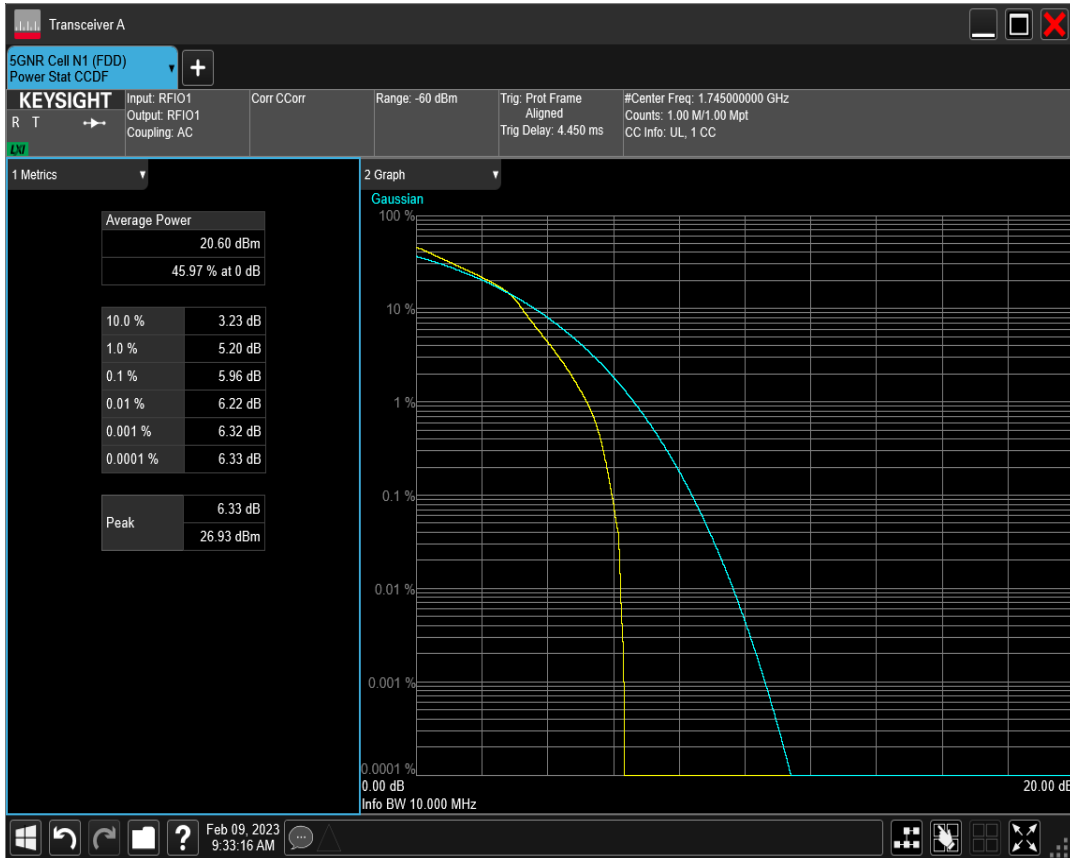 Transceiver A
5GNR Cell N1 (FDD)
Power Stat CCDF
+
KEYSIGHT
R T
LXI
Input: RFIO1
Output: RFIO1
Coupling: AC
Corr CCorr
Range: -60 dBm
Trig: Prot Frame
Aligned
Trig Delay: 4.450 ms
#Center Freq: 1.745000000 GHz
Counts: 1.00 M/1.00 Mpt
CC Info: UL, 1 CC
1 Metrics
Average Power
20.60 dBm
45.97 % at 0 dB
10.0 % 3.23 dB
1.0 % 5.20 dB
0.1 % 5.96 dB
0.01 % 6.22 dB
0.001 % 6.32 dB
0.0001 % 6.33 dB
Peak
6.33 dB
26.93 dBm
2 Graph
Gaussian
100 %
10 %
1 %
0.1 %
0.01 %
0.001 %
0.0001 %
0.00 dB 20.00 dB
Info BW 10.000 MHz
?
Feb 09, 2023
9:33:16 AM